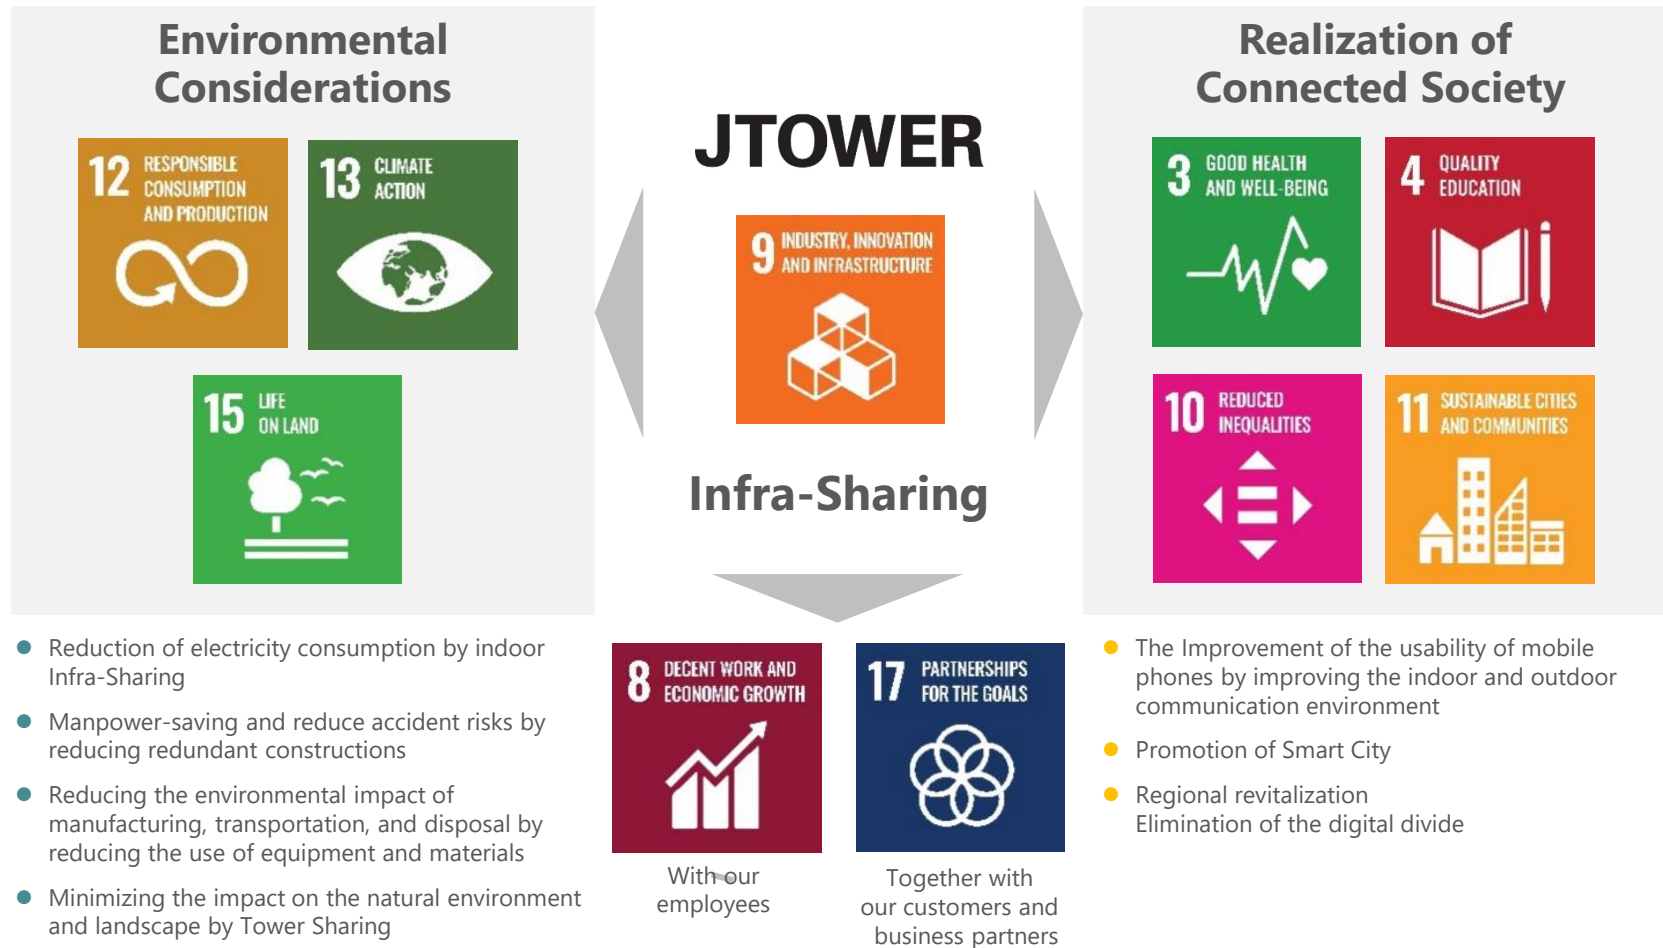 Environmental
Considerations
12 RESPONSIBLE
CONSUMPTION
AND PRODUCTION
13 CLIMATE
ACTION
15 LIFE
ON LAND
● Reduction of electricity consumption by indoor
Infra-Sharing
● Manpower-saving and reduce accident risks by
reducing redundant constructions
● Reducing the environmental impact of
manufacturing, transportation, and disposal by
reducing the use of equipment and materials
● Minimizing the impact on the natural environment
and landscape by Tower Sharing
JTOWER
9 INDUSTRY, INNOVATION
AND INFRASTRUCTURE
Infra-Sharing
8 DECENT WORK AND
ECONOMIC GROWTH
With our
employees
17 PARTNERSHIPS
FOR THE GOALS
Together with
our customers and
business partners
Realization of
Connected Society
3 GOOD HEALTH
AND WELL-BEING
4 QUALITY
EDUCATION
10 REDUCED
INEQUALITIES
11 SUSTAINABLE CITIES
AND COMMUNITIES
● The Improvement of the usability of mobile
phones by improving the indoor and outdoor
communication environment
● Promotion of Smart City
● Regional revitalization
Elimination of the digital divide